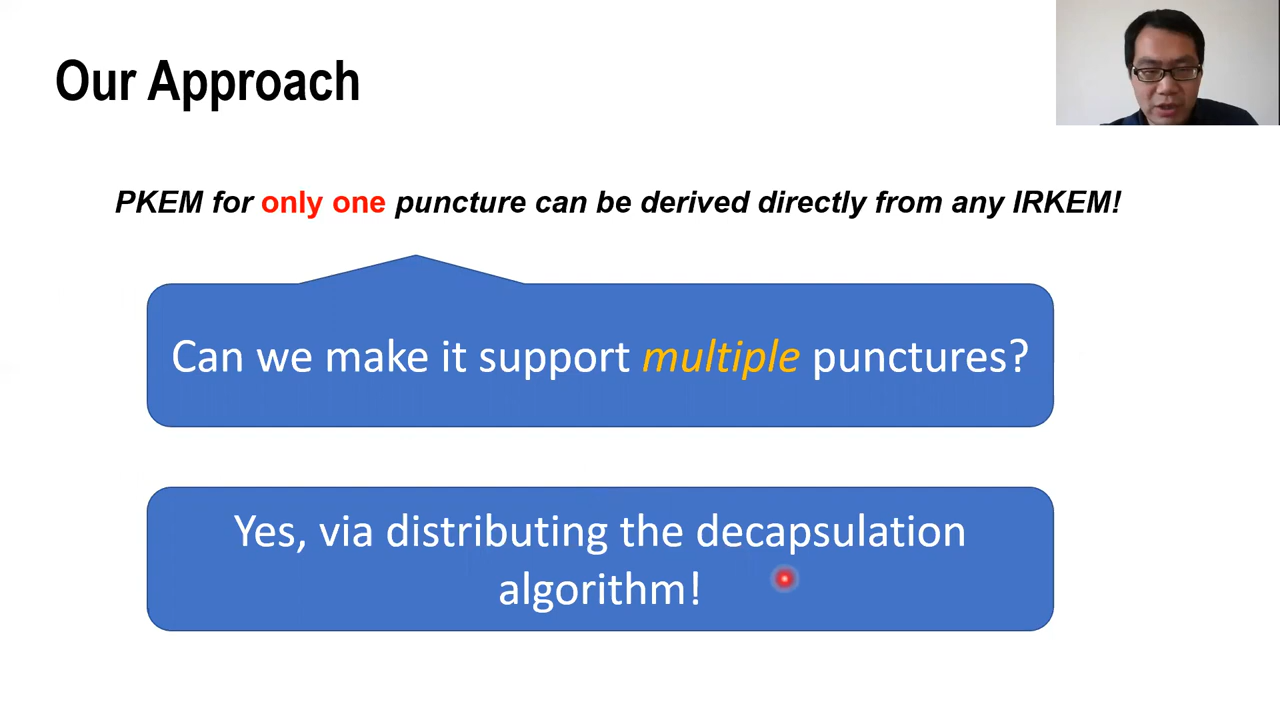 Our Approach
PKEM for only one puncture can be derived directly from any IRKEM!
Can we make it support multiple punctures?
Yes, via distributing the decapsulation
algorithm!